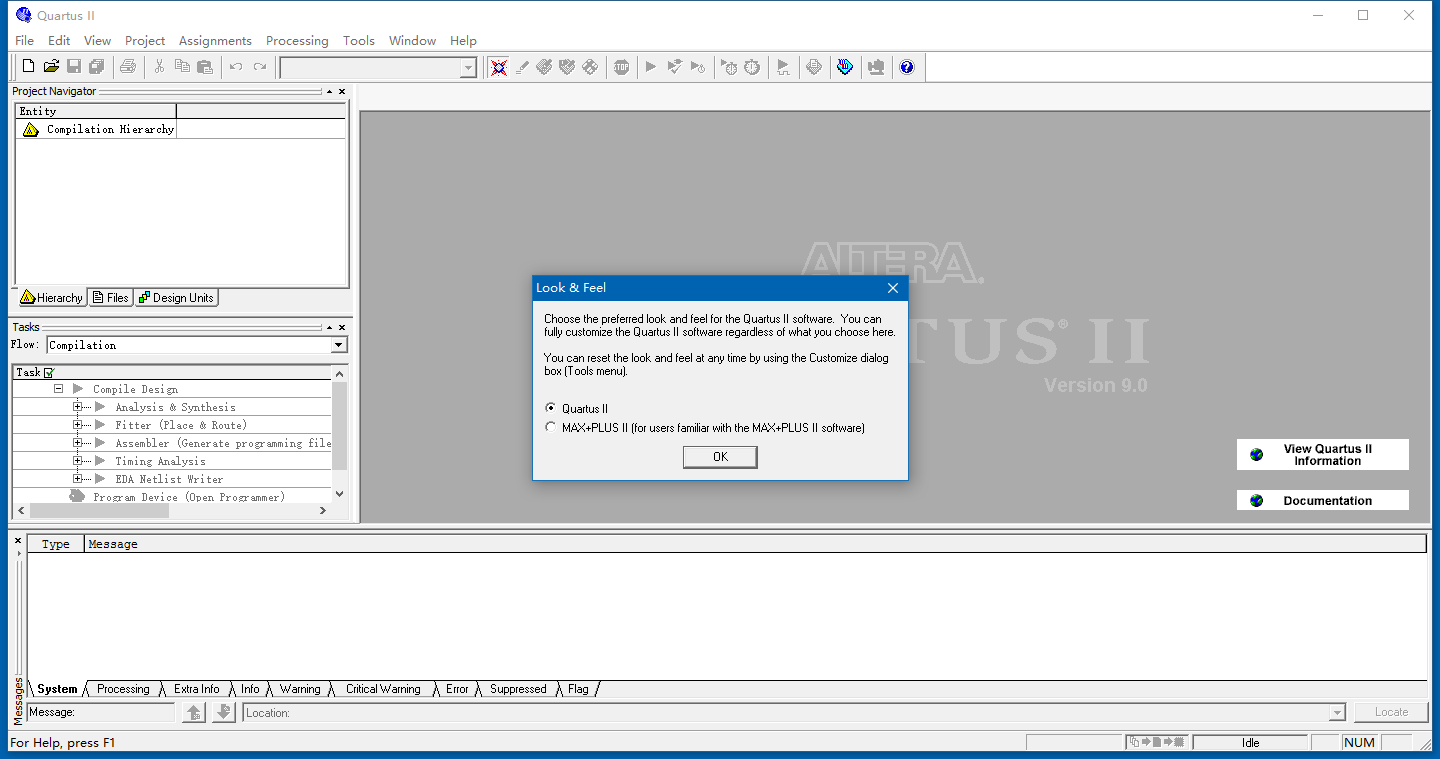 Quartus II
File Edit View Project Assignments Processing Tools Window Help
STOP
Project Navigator
Entity
Compilation Hierarchy
Hierarchy Files Design Units
Tasks
Flow: Compilation
Task
Compile Design
Analysis & Synthesis
Fitter (Place & Route)
Assembler (Generate programming file
Timing Analysis
EDA Netlist Writer
Program Device (Open Programmer)
ALTERA.
TUS® II
Version 9.0
Look & Feel
Choose the preferred look and feel for the Quartus II software. You can
fully customize the Quartus II software regardless of what you choose here.
You can reset the look and feel at any time by using the Customize dialog
box (Tools menu).
Quartus II
MAX+PLUS II (for users familiar with the MAX+PLUS II software)
OK
View Quartus II
Information
Documentation
Type Message
System Processing Extra Info Info Warning Critical Warning Error Suppressed Flag
Messages
Message: Location: Locate
For Help, press F1 Idle NUM